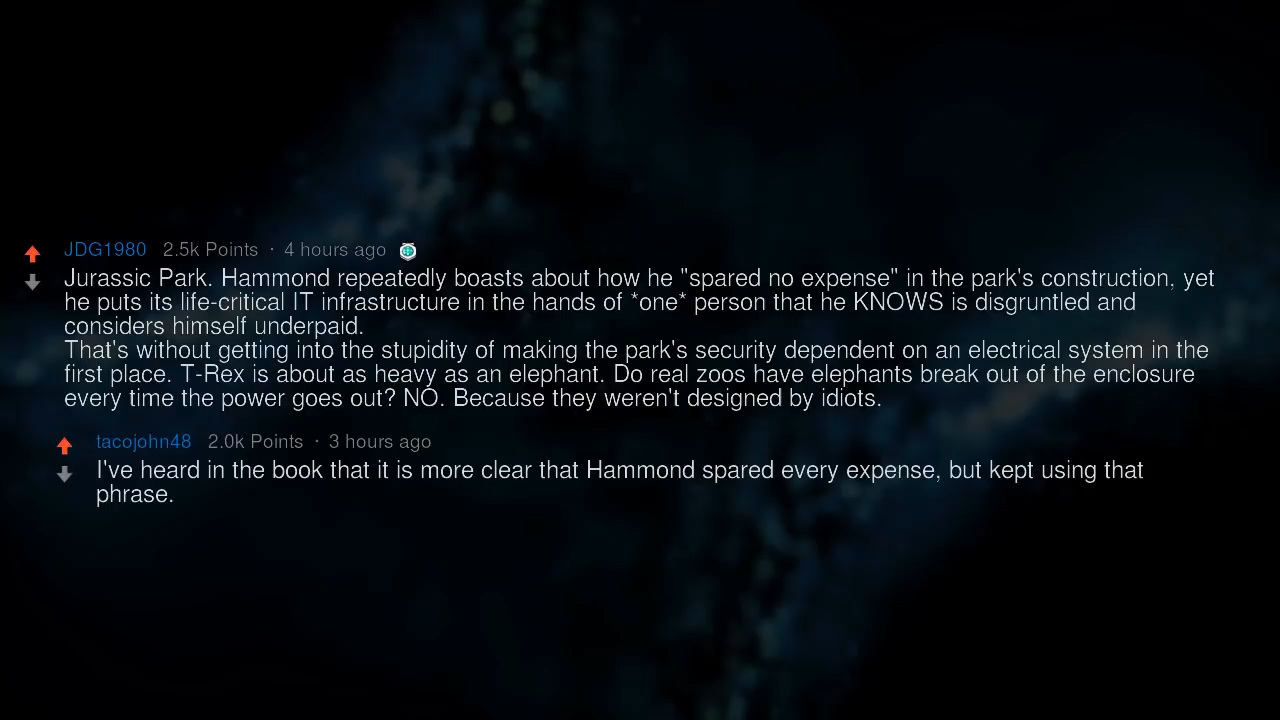 JDG1980 2.5k Points · 4 hours ago
Jurassic Park. Hammond repeatedly boasts about how he "spared no expense" in the park's construction, yet
he puts its life-critical IT infrastructure in the hands of *one* person that he KNOWS is disgruntled and
considers himself underpaid.
That's without getting into the stupidity of making the park's security dependent on an electrical system in the
first place. T-Rex is about as heavy as an elephant. Do real zoos have elephants break out of the enclosure
every time the power goes out? NO. Because they weren't designed by idiots.
tacojohn48 2.0k Points · 3 hours ago
I've heard in the book that it is more clear that Hammond spared every expense, but kept using that
phrase.